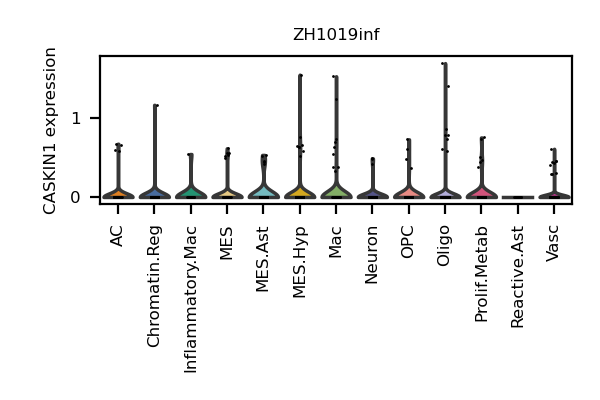 ZH1019inf
CASKIN1 expression
1
0
AC
Chromatin.Reg
Inflammatory.Mac
MES
MES.Ast
MES.Hyp
Mac
Neuron
OPC
Oligo
Prolif.Metab
Reactive.Ast
Vasc